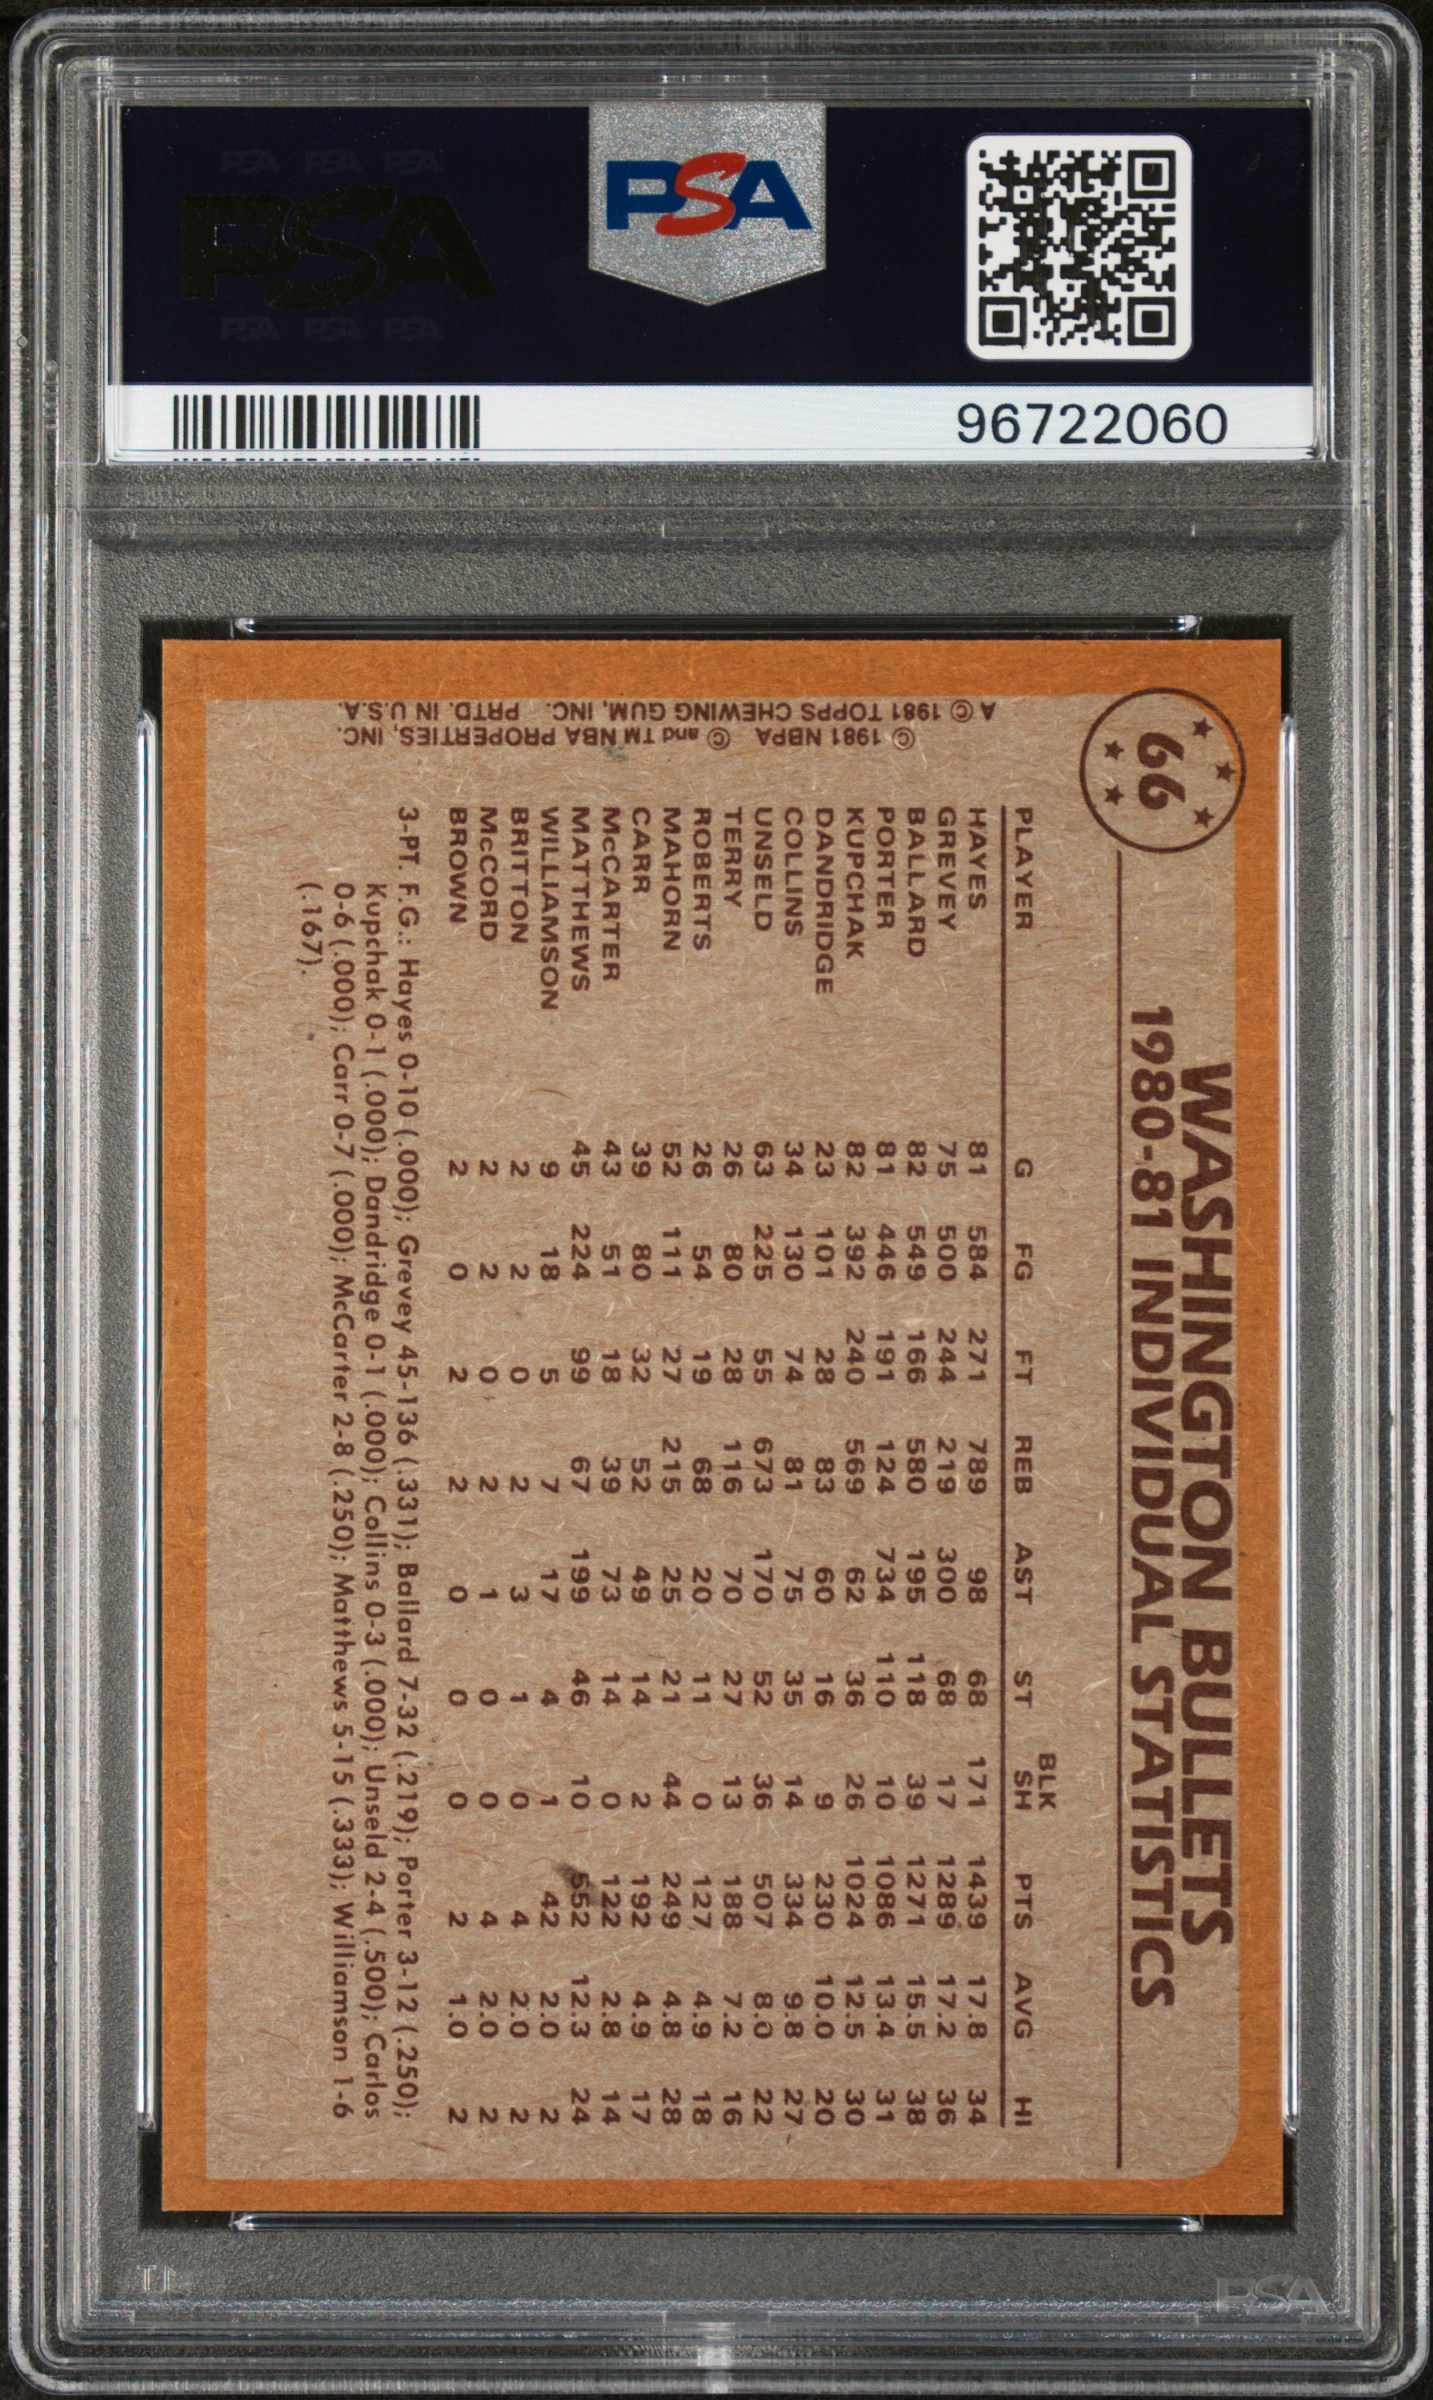 PSA PSA PSA
PSA
PSA PSA PSA
PSA
96722060
66
WASHINGTON BULLETS
1980-81 INDIVIDUAL STATISTICS
PLAYER G FG FT REB AST ST BLK SH PTS AVG HI
HAYES 81 584 271 789 98 68 171 1439 17.8 34
GREVEY 75 500 244 219 300 68 17 1289 17.2 36
BALLARD 82 549 166 580 195 118 39 1271 15.5 38
PORTER 81 446 191 124 734 110 10 1086 13.4 31
KUPCHAK 82 392 240 569 62 36 26 1024 12.5 30
DANDRIDGE 23 101 28 83 60 16 9 230 10.0 20
COLLINS 34 130 74 81 75 35 14 334 9.8 27
UNSELD 63 225 55 673 170 52 36 507 8.0 22
TERRY 26 80 28 116 70 27 13 188 7.2 16
ROBERTS 26 54 19 68 20 11 0 127 4.9 18
MAHORN 52 111 27 215 25 21 44 249 4.8 28
CARR 39 80 32 52 49 14 2 192 4.9 17
McCARTER 43 51 18 39 73 14 0 122 2.8 14
MATTHEWS 45 224 99 67 199 46 10 552 12.3 24
WILLIAMSON 9 18 5 7 17 4 1 42 2.0 2
BRITTON 2 2 0 2 3 1 0 4 2.0 2
McCORD 2 2 0 2 1 0 0 4 2.0 2
BROWN 2 0 2 2 0 0 0 2 1.0 2
3-PT. F.G.: Hayes 0-10 (.000); Grevey 45-136 (.331); Ballard 7-32 (.219); Porter 3-12 (.250);
Kupchak 0-1 (.000); Dandridge 0-1 (.000); Collins 0-3 (.000); Unseld 2-4 (.500); Carlos
0-6 (.000); Carr 0-7 (.000); McCarter 2-8 (.250); Matthews 5-15 (.333); Williamson 1-6
(.167).
© 1981 NBPA © and TM NBA PROPERTIES, INC.
A © 1981 TOPPS CHEWING GUM, INC. PRTD. IN U.S.A.
PSA